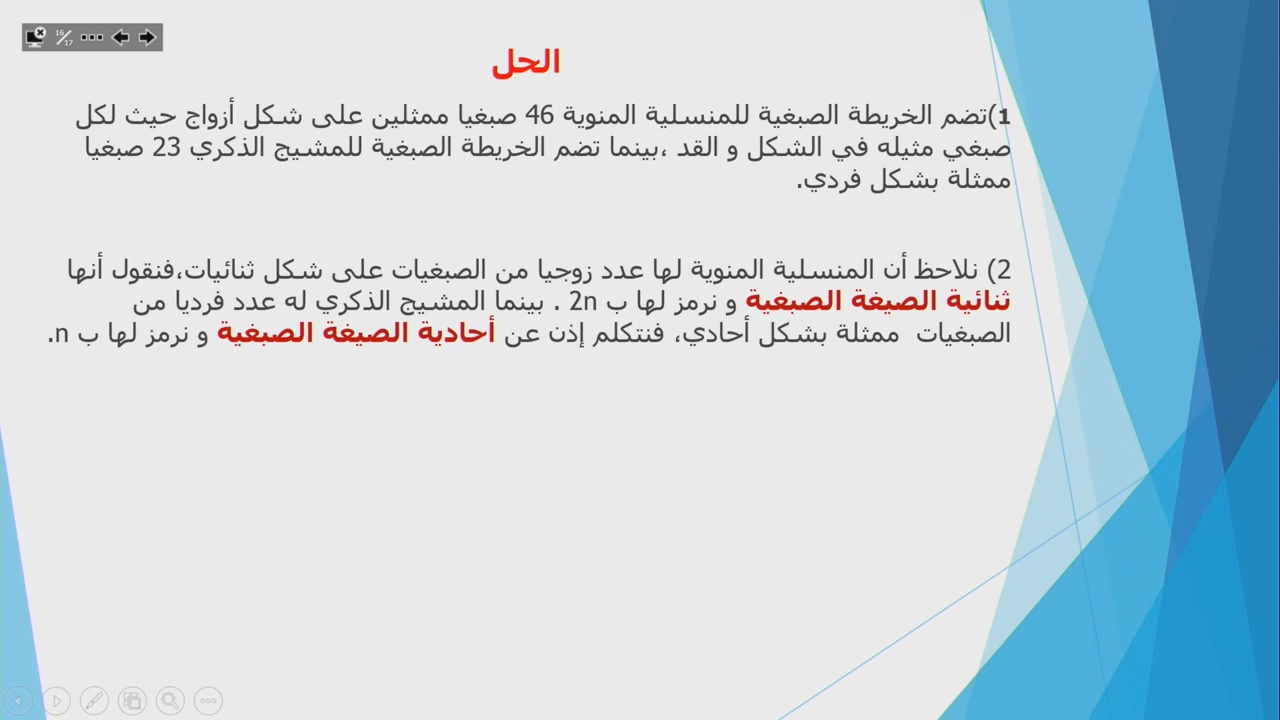 16/17
الحل
1)تضم الخريطة الصبغية للمنسلية المنوية 46 صبغيا ممثلين على شكل أزواج حيث لكل
صبغي مثيله في الشكل و القد ،بينما تضم الخريطة الصبغية للمشيج الذكري 23 صبغيا
ممثلة بشكل فردي.
2) نلاحظ أن المنسلية المنوية لها عدد زوجيا من الصبغيات على شكل ثنائيات،فنقول أنها
ثنائية الصيغة الصبغية و نرمز لها ب 2n . بينما المشيج الذكري له عدد فرديا من
الصبغيات ممثلة بشكل أحادي، فنتكلم إذن عن أحادية الصيغة الصبغية و نرمز لها ب n.